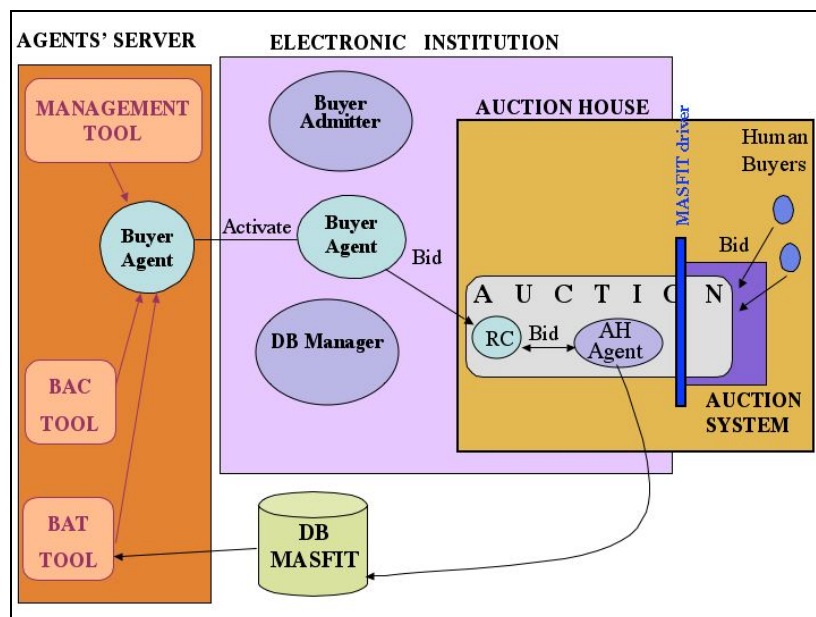 AGENTS' SERVER
ELECTRONIC INSTITUTION
MANAGEMENT
TOOL
Buyer
Agent
BAC
TOOL
BAT
TOOL
Activate
Buyer
Admitter
Buyer
Agent
Bid
DB Manager
DB
MASFIT
AUCTION HOUSE
MASFIT driver
Human
Buyers
Bid
A U C T I O N
RC
Bid
AH
Agent
AUCTION
SYSTEM